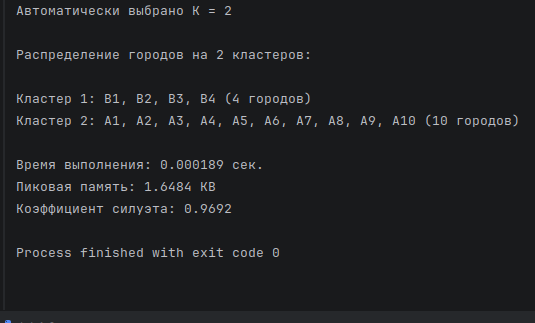 Автоматически выбрано K = 2
Распределение городов на 2 кластеров:
Кластер 1: B1, B2, B3, B4 (4 городов)
Кластер 2: A1, A2, A3, A4, A5, A6, A7, A8, A9, A10 (10 городов)
Время выполнения: 0.000189 сек.
Пиковая память: 1.6484 KB
Коэффициент силуэта: 0.9692
Process finished with exit code 0